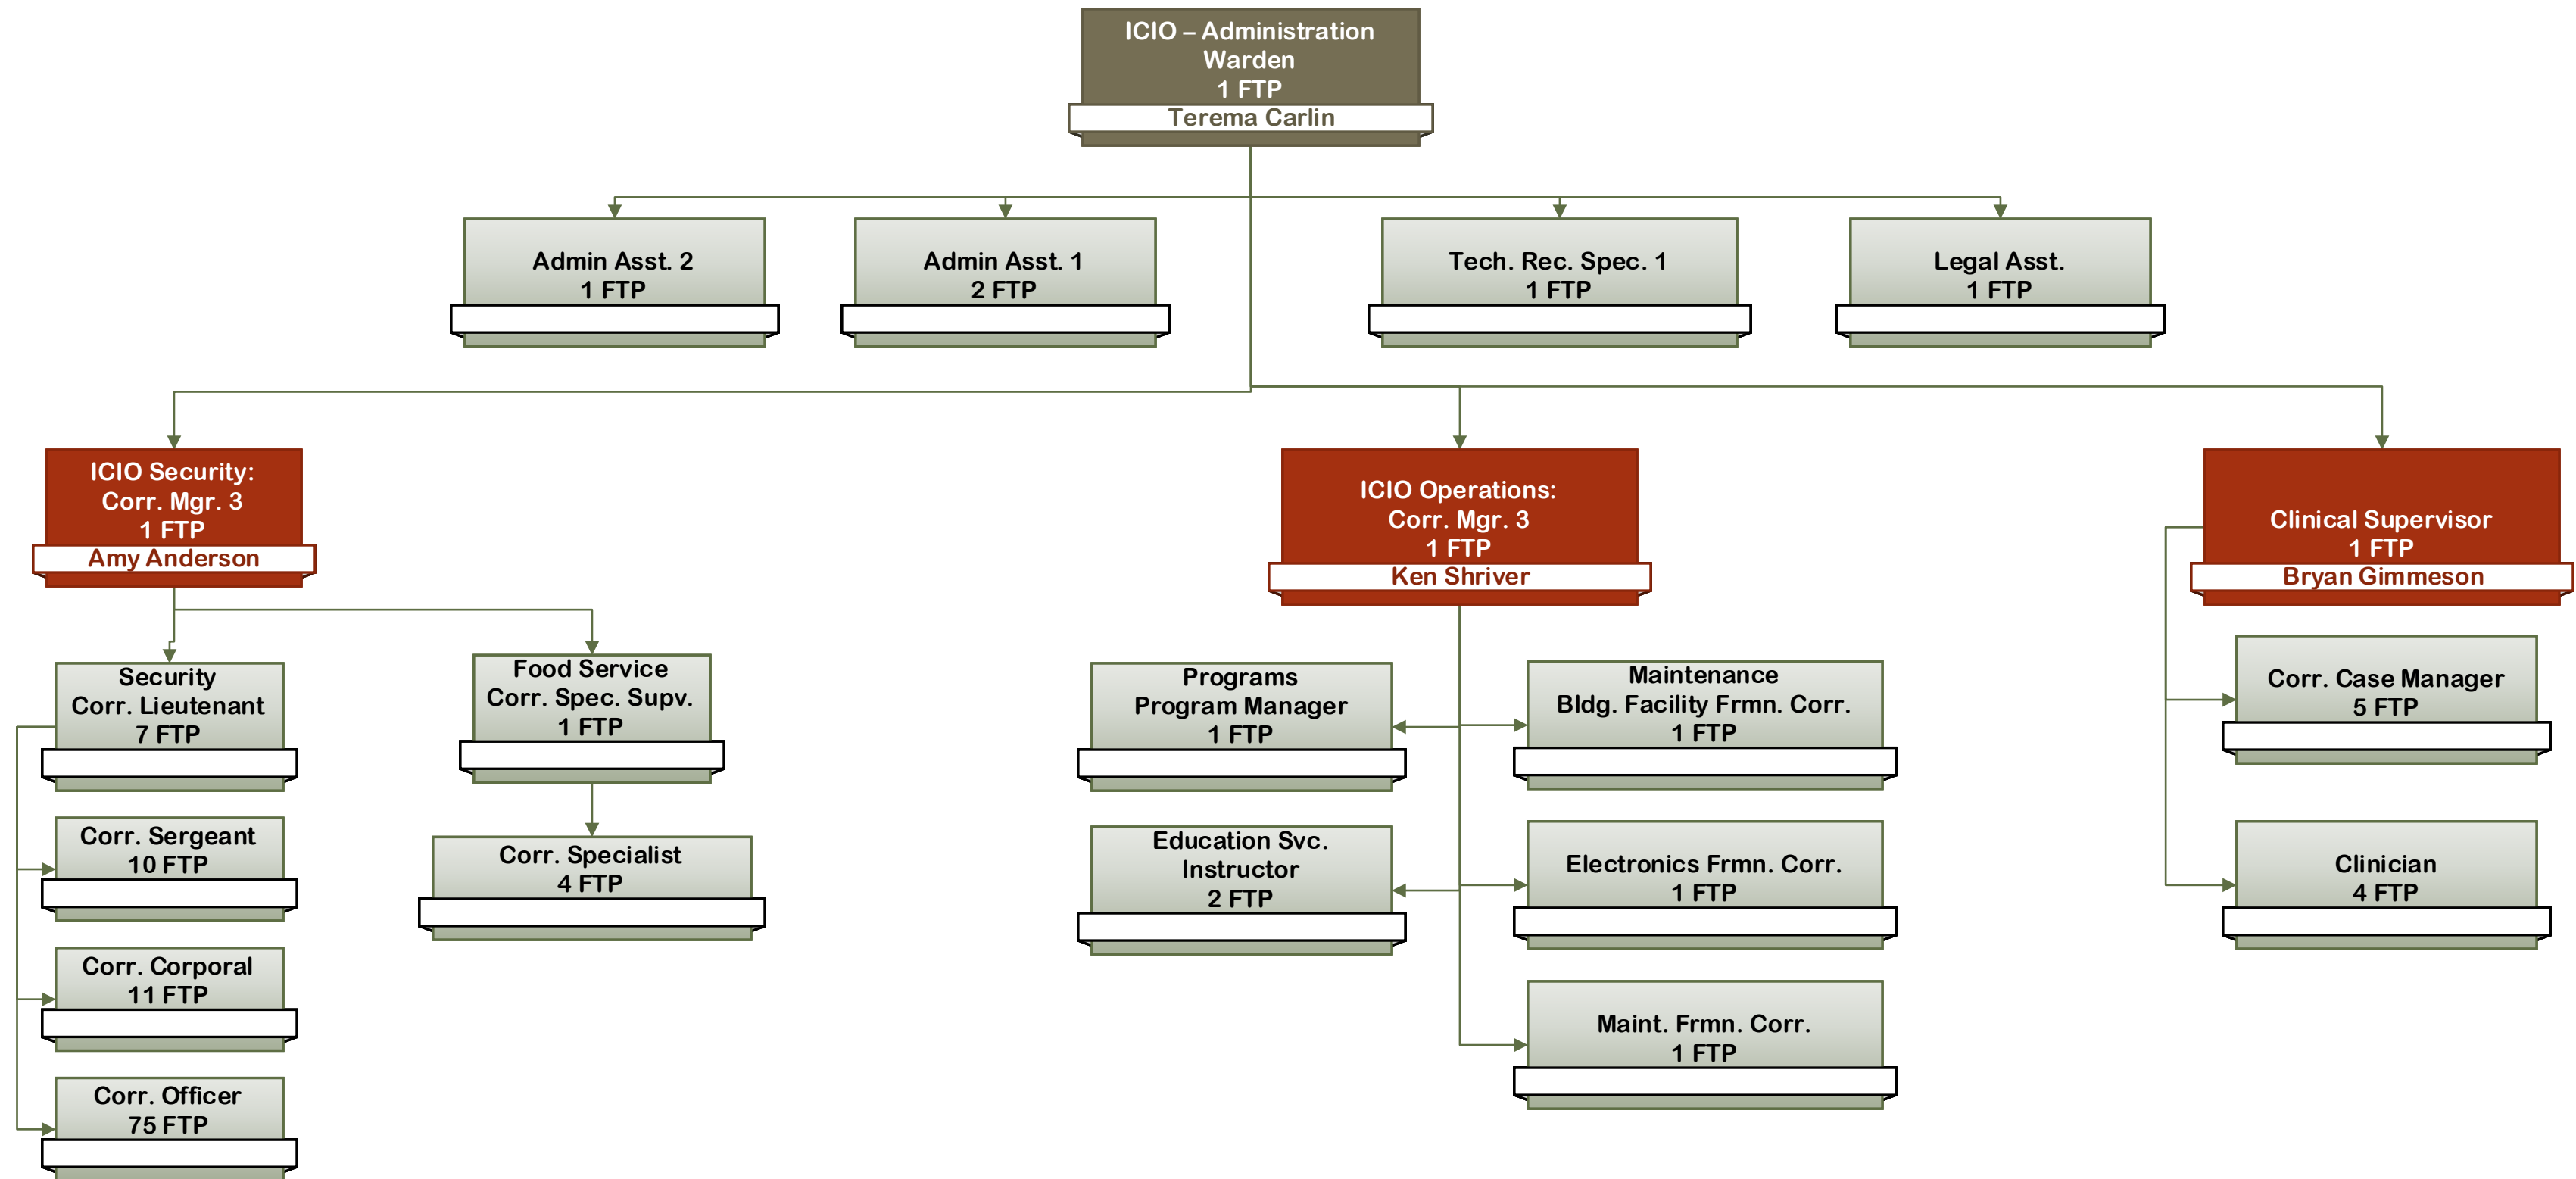 ICIO – Administration
Warden
1 FTP
Terema Carlin
Admin Asst. 2
1 FTP
Admin Asst. 1
2 FTP
Tech. Rec. Spec. 1
1 FTP
Legal Asst.
1 FTP
ICIO Security:
Corr. Mgr. 3
1 FTP
Amy Anderson
ICIO Operations:
Corr. Mgr. 3
1 FTP
Ken Shriver
Clinical Supervisor
1 FTP
Bryan Gimmeson
Security
Corr. Lieutenant
7 FTP
Food Service
Corr. Spec. Supv.
1 FTP
Programs
Program Manager
1 FTP
Maintenance
Bldg. Facility Frmn. Corr.
1 FTP
Corr. Case Manager
5 FTP
Corr. Sergeant
10 FTP
Corr. Specialist
4 FTP
Education Svc.
Instructor
2 FTP
Electronics Frmn. Corr.
1 FTP
Clinician
4 FTP
Corr. Corporal
11 FTP
Maint. Frmn. Corr.
1 FTP
Corr. Officer
75 FTP